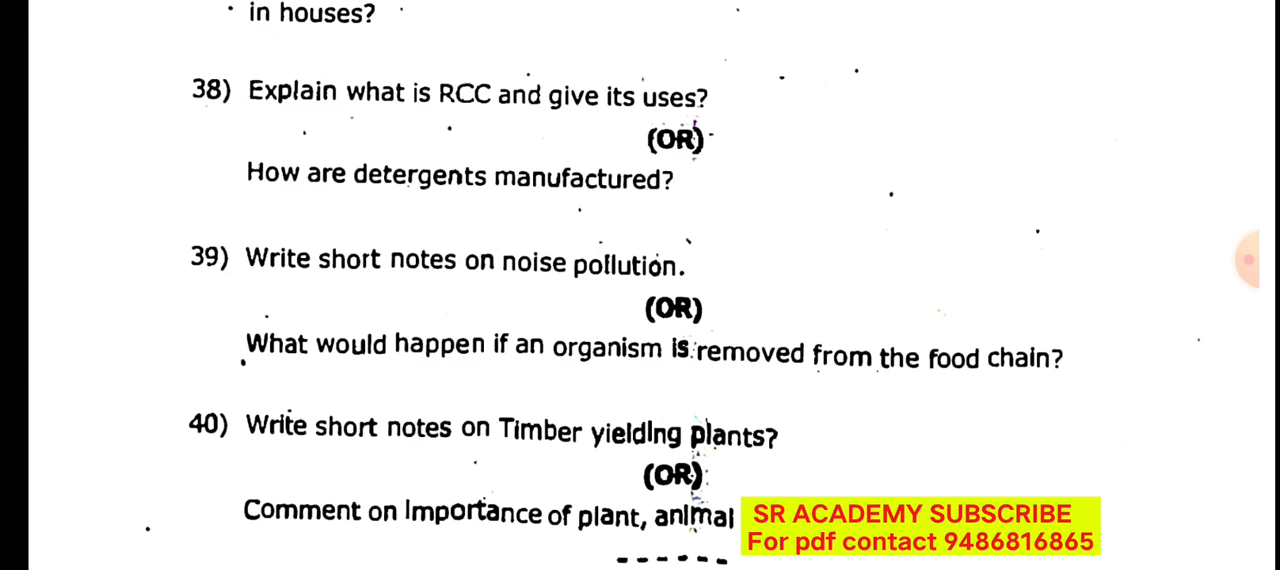 in houses?
38) Explain what is RCC and give its uses?
(OR)
How are detergents manufactured?
39) Write short notes on noise pollution.
(OR)
What would happen if an organism is removed from the food chain?
40) Write short notes on Timber yielding plants?
(OR)
Comment on Importance of plant, animal
SR ACADEMY SUBSCRIBE
For pdf contact 9486816865
------